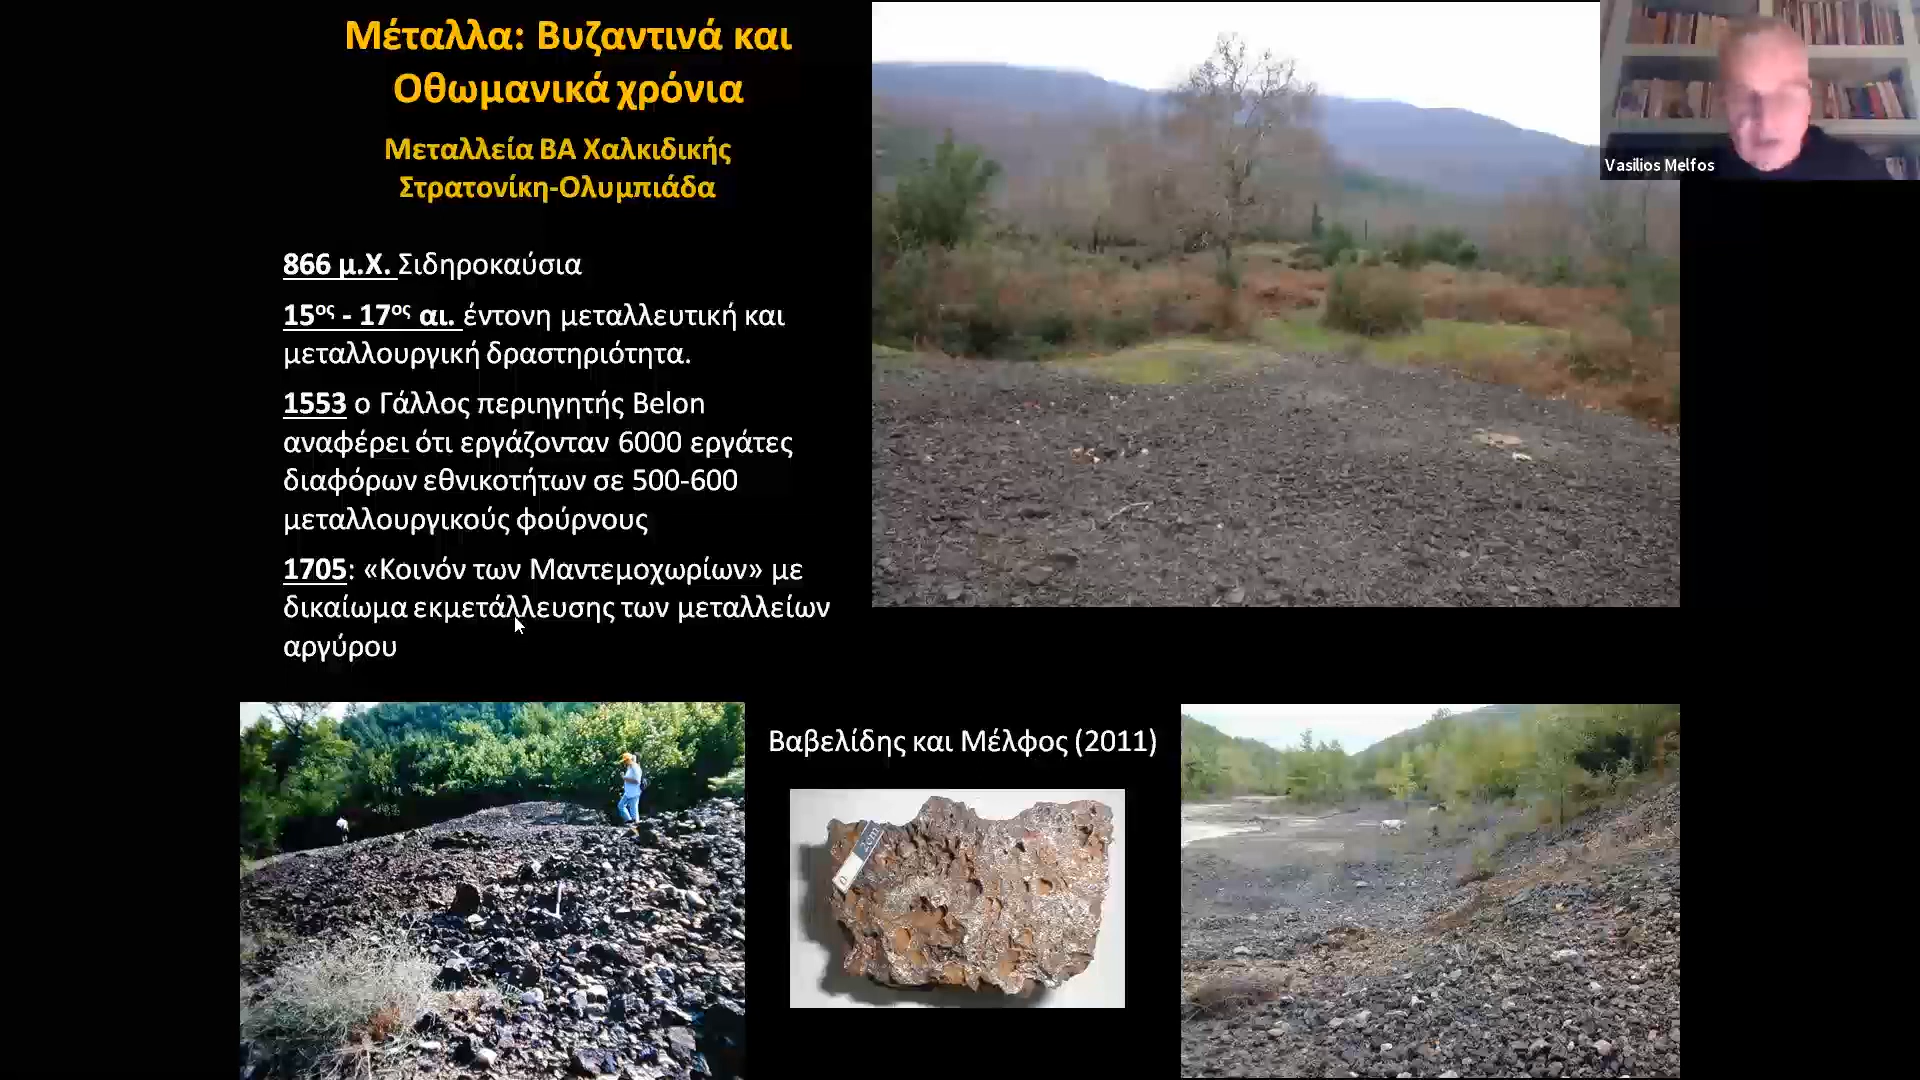 Μέταλλα: Βυζαντινά και
Οθωμανικά χρόνια
Μεταλλεία ΒΑ Χαλκιδικής
Στρατονίκη-Ολυμπιάδα
866 μ.Χ. Σιδηροκαύσια
15ος - 17ος αι. έντονη μεταλλευτική και
μεταλλουργική δραστηριότητα.
1553 ο Γάλλος περιηγητής Belon
αναφέρει ότι εργάζονταν 6000 εργάτες
διαφόρων εθνικοτήτων σε 500-600
μεταλλουργικούς φούρνους
1705: «Κοινόν των Μαντεμοχωρίων» με
δικαίωμα εκμετάλλευσης των μεταλλείων
αργύρου
Vasilios Melfos
Βαβελίδης και Μέλφος (2011)
0 2cm